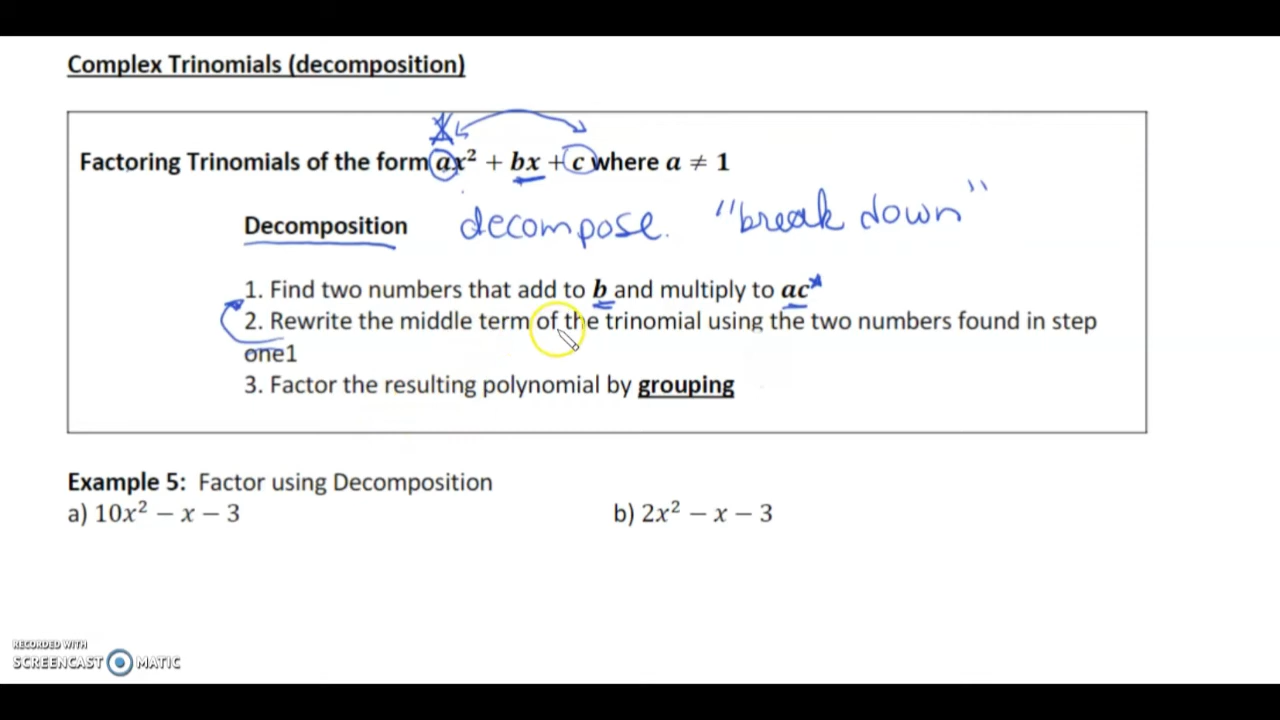 Complex Trinomials (decomposition)
Factoring Trinomials of the form ax² + bx + c where a ≠ 1
Decomposition decompose. "break down"
1. Find two numbers that add to b and multiply to ac*
2. Rewrite the middle term of the trinomial using the two numbers found in step
one1
3. Factor the resulting polynomial by grouping
Example 5: Factor using Decomposition
a) 10x² − x − 3 b) 2x² − x − 3
RECORDED WITH
SCREENCAST MATIC